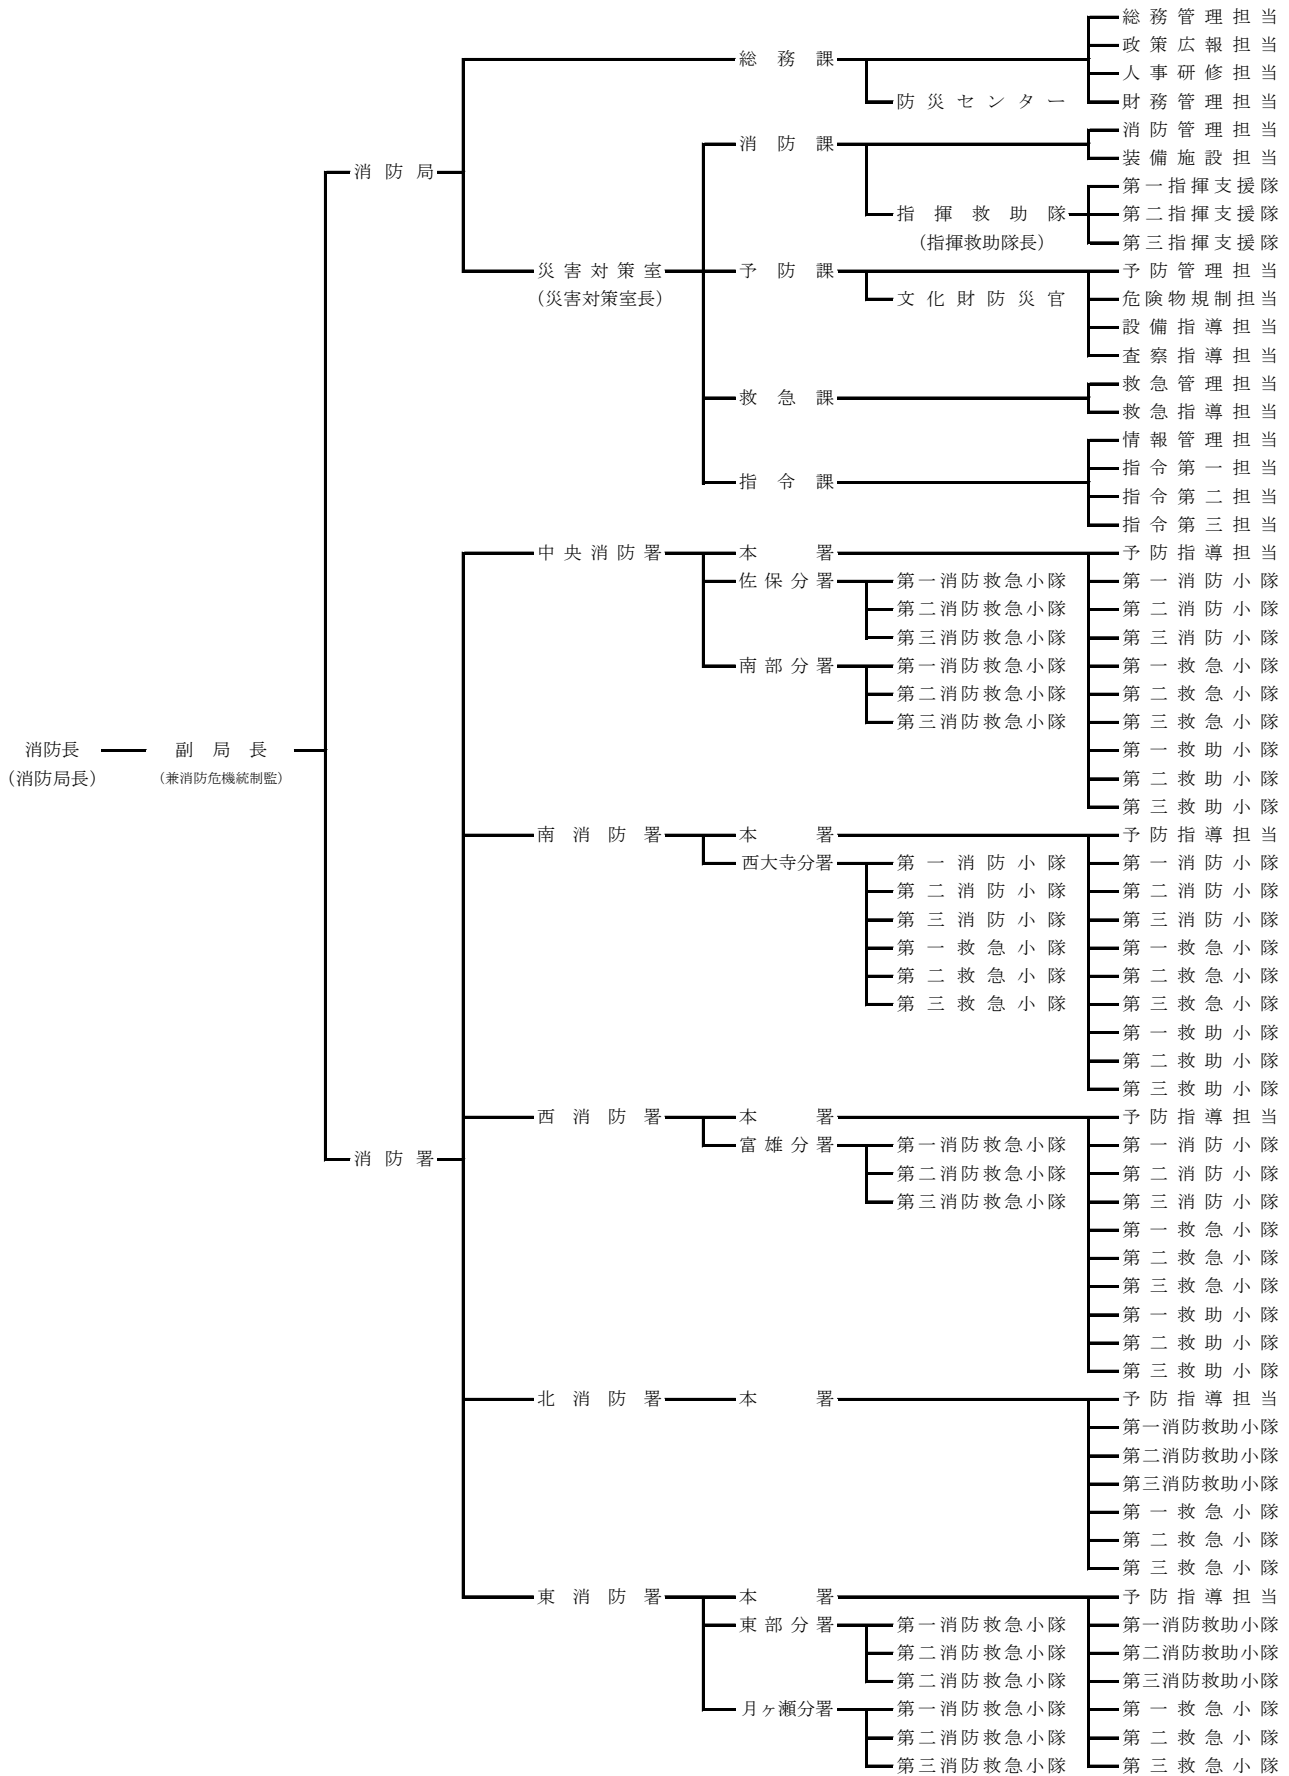 総務管理担当
政策広報担当
総務課
人事研修担当
防災センター 財務管理担当
消防管理担当
消防課
装備施設担当
消防局
第一指揮支援隊
指揮救助隊 第二指揮支援隊
(指揮救助隊長) 第三指揮支援隊
災害対策室 予防課 予防管理担当
(災害対策室長) 文化財防災官 危険物規制担当
設備指導担当
査察指導担当
救急管理担当
救急課
救急指導担当
情報管理担当
指令第一担当
指令課
指令第二担当
指令第三担当
中央消防署 本署 予防指導担当
佐保分署 第一消防救急小隊 第一消防小隊
第二消防救急小隊 第二消防小隊
第三消防救急小隊 第三消防小隊
南部分署 第一消防救急小隊 第一救急小隊
第二消防救急小隊 第二救急小隊
第三消防救急小隊 第三救急小隊
消防長 副局長 第一救助小隊
(消防局長) (兼消防危機統制監) 第二救助小隊
第三救助小隊
南消防署 本署 予防指導担当
西大寺分署 第一消防小隊 第一消防小隊
第二消防小隊 第二消防小隊
第三消防小隊 第三消防小隊
第一救急小隊 第一救急小隊
第二救急小隊 第二救急小隊
第三救急小隊 第三救急小隊
第一救助小隊
第二救助小隊
第三救助小隊
西消防署 本署 予防指導担当
富雄分署 第一消防救急小隊 第一消防小隊
消防署
第二消防救急小隊 第二消防小隊
第三消防救急小隊 第三消防小隊
第一救急小隊
第二救急小隊
第三救急小隊
第一救助小隊
第二救助小隊
第三救助小隊
北消防署 本署 予防指導担当
第一消防救助小隊
第二消防救助小隊
第三消防救助小隊
第一救急小隊
第二救急小隊
第三救急小隊
東消防署 本署 予防指導担当
東部分署 第一消防救急小隊 第一消防救助小隊
第二消防救急小隊 第二消防救助小隊
第二消防救急小隊 第三消防救助小隊
月ヶ瀬分署 第一消防救急小隊 第一救急小隊
第二消防救急小隊 第二救急小隊
第三消防救急小隊 第三救急小隊